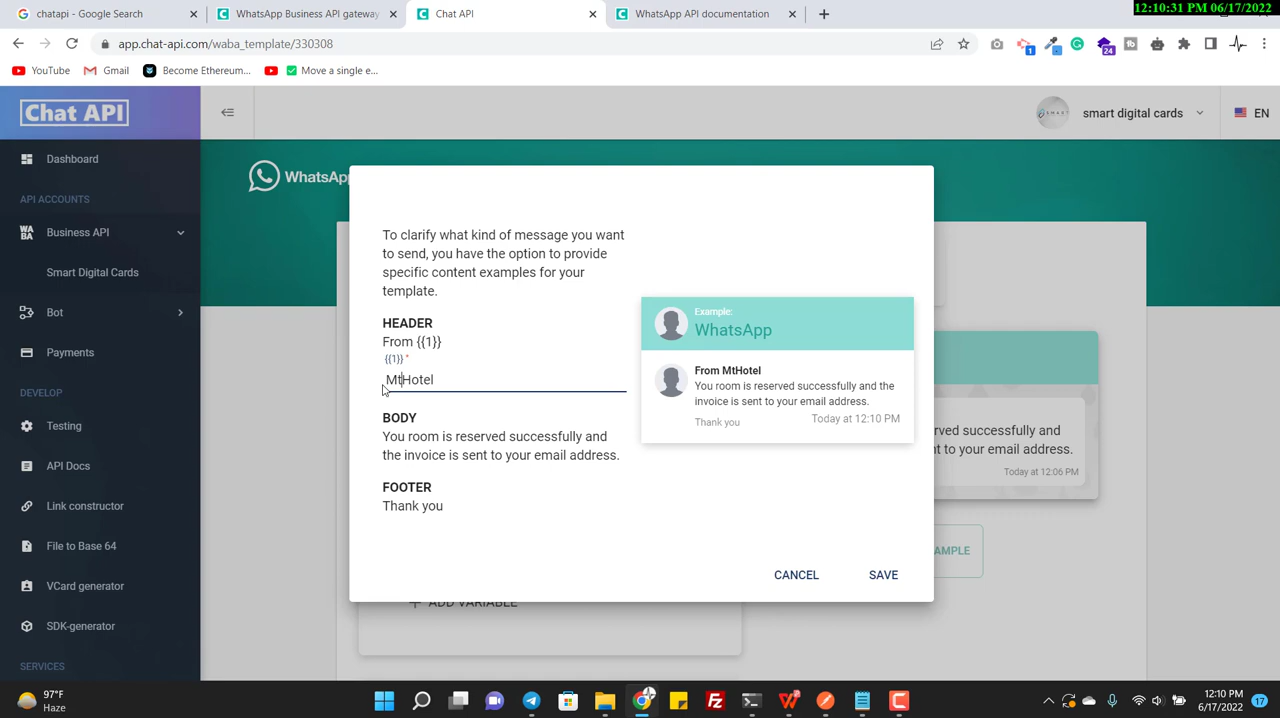 12:10:31 PM 06/17/2022
chatapi - Google Search
WhatsApp Business API gateway
Chat API
WhatsApp API documentation
app.chat-api.com/waba_template/330308
1
24
YouTube
Gmail
Become Ethereum...
Move a single e...
Chat API
smart digital cards
EN
Dashboard
API ACCOUNTS
WABA
Business API
Smart Digital Cards
Bot
Payments
DEVELOP
Testing
API Docs
Link constructor
File to Base 64
VCard generator
SDK-generator
SERVICES
WhatsApp
To clarify what kind of message you want
to send, you have the option to provide
specific content examples for your
template.
HEADER
From {{1}}
{{1}} *
MtHotel
BODY
You room is reserved successfully and
the invoice is sent to your email address.
FOOTER
Thank you
Example:
WhatsApp
From MtHotel
You room is reserved successfully and the
invoice is sent to your email address.
Thank you
Today at 12:10 PM
CANCEL
SAVE
rved successfully and
nt to your email address.
Today at 12:06 PM
AMPLE
ADD VARIABLE
97°F
Haze
12:10 PM
6/17/2022
17